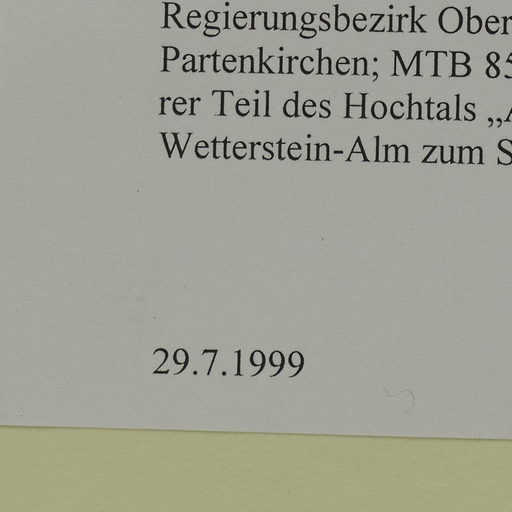 Regierungsbezirk Ober
Partenkirchen; MTB 85
rer Teil des Hochtals „A
Wetterstein-Alm zum S
29.7.1999